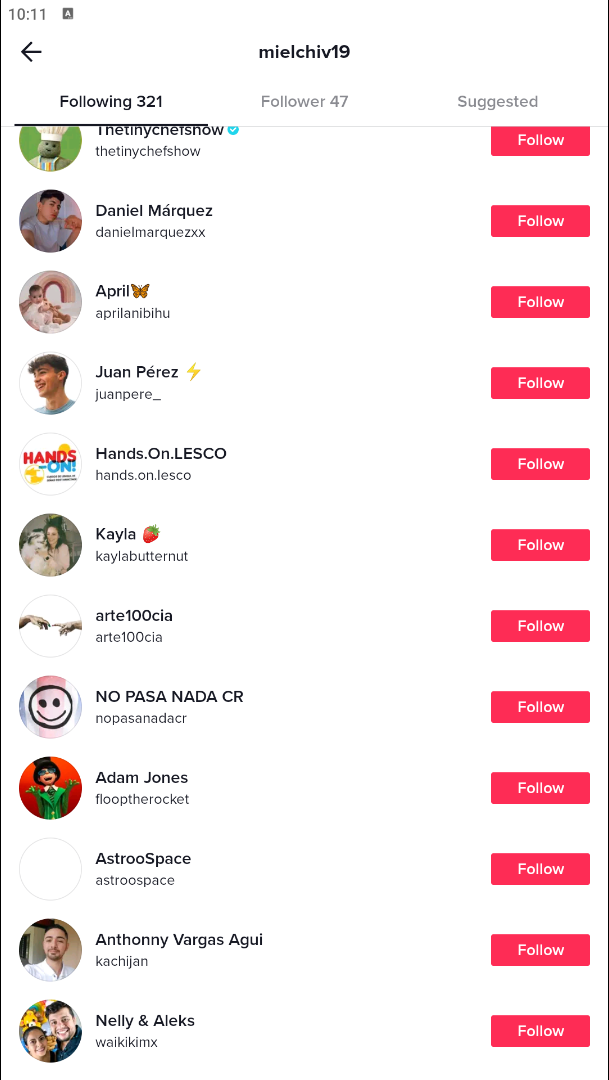 10:11 A
mielchiv19
Following 321 Follower 47 Suggested
Thetinychefshow
thetinychefshow
Follow
Daniel Márquez
danielmarquezxx
Follow
April🦋
aprilanibihu
Follow
Juan Pérez ⚡
juanpere_
Follow
HANDS
ON!
Hands.On.LESCO
hands.on.lesco
Follow
Kayla 🍓
kaylabutternut
Follow
arte100cia
arte100cia
Follow
NO PASA NADA CR
nopasanadacr
Follow
Adam Jones
flooptherocket
Follow
AstrooSpace
astroospace
Follow
Anthonny Vargas Agui
kachijan
Follow
Nelly & Aleks
waikikimx
Follow